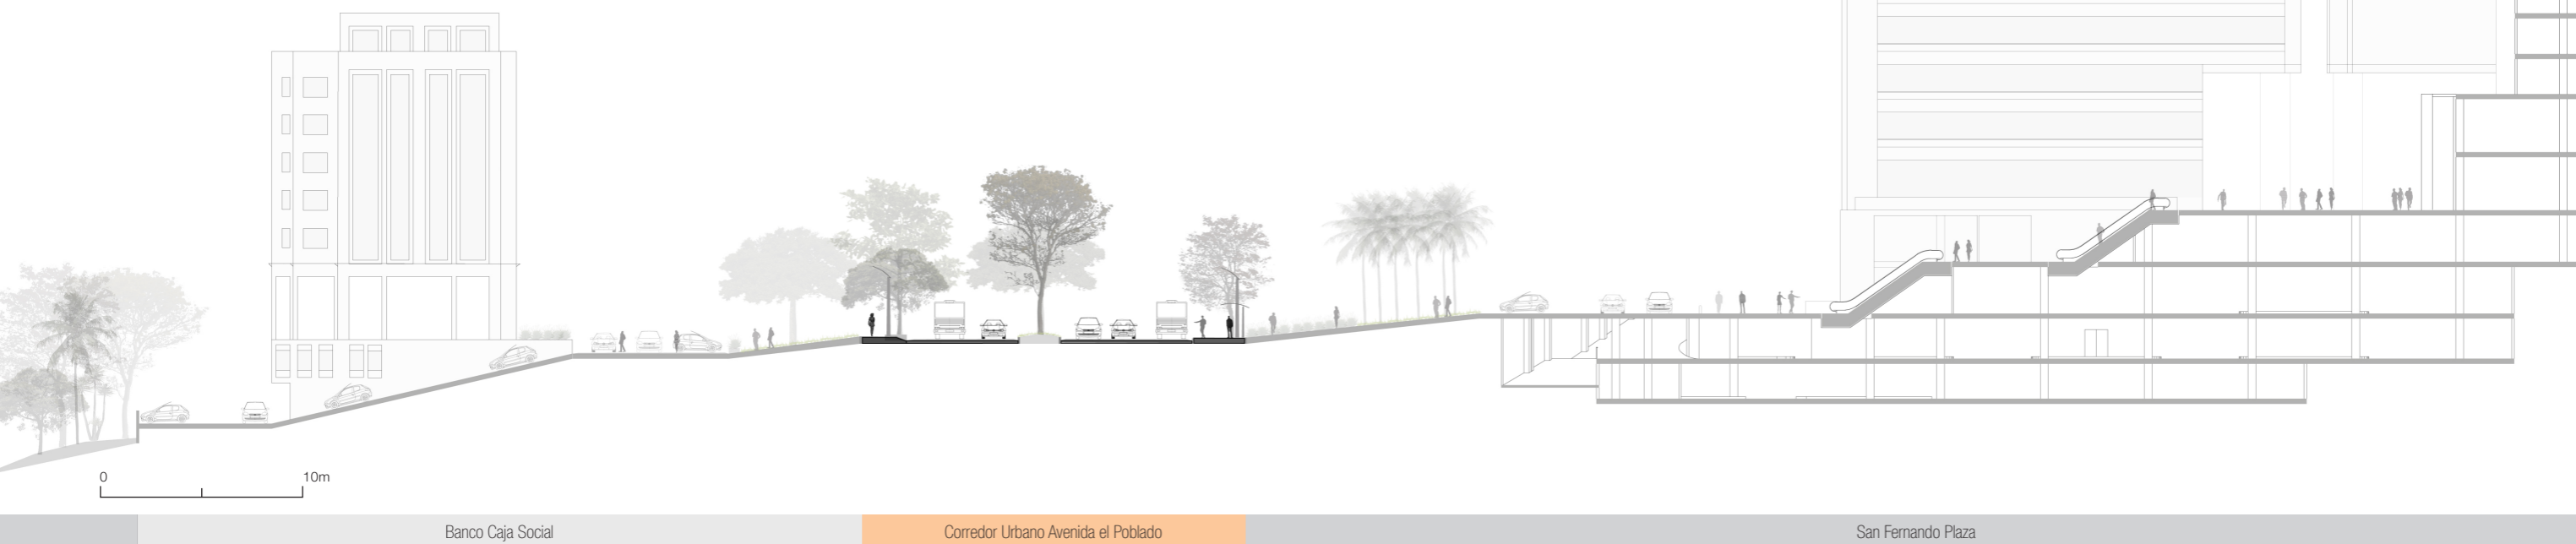 0 10m
Banco Caja Social
Corredor Urbano Avenida el Poblado
San Fernando Plaza